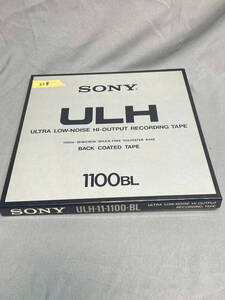 SONY
ULH
ULTRA LOW-NOISE HI-OUTPUT RECORDING TAPE
BACK COATED TAPE
1100BL
SONY
ULH-11-1100-BL
ULTRA LOW-NOISE HI-OUTPUT
RECORDING TAPE